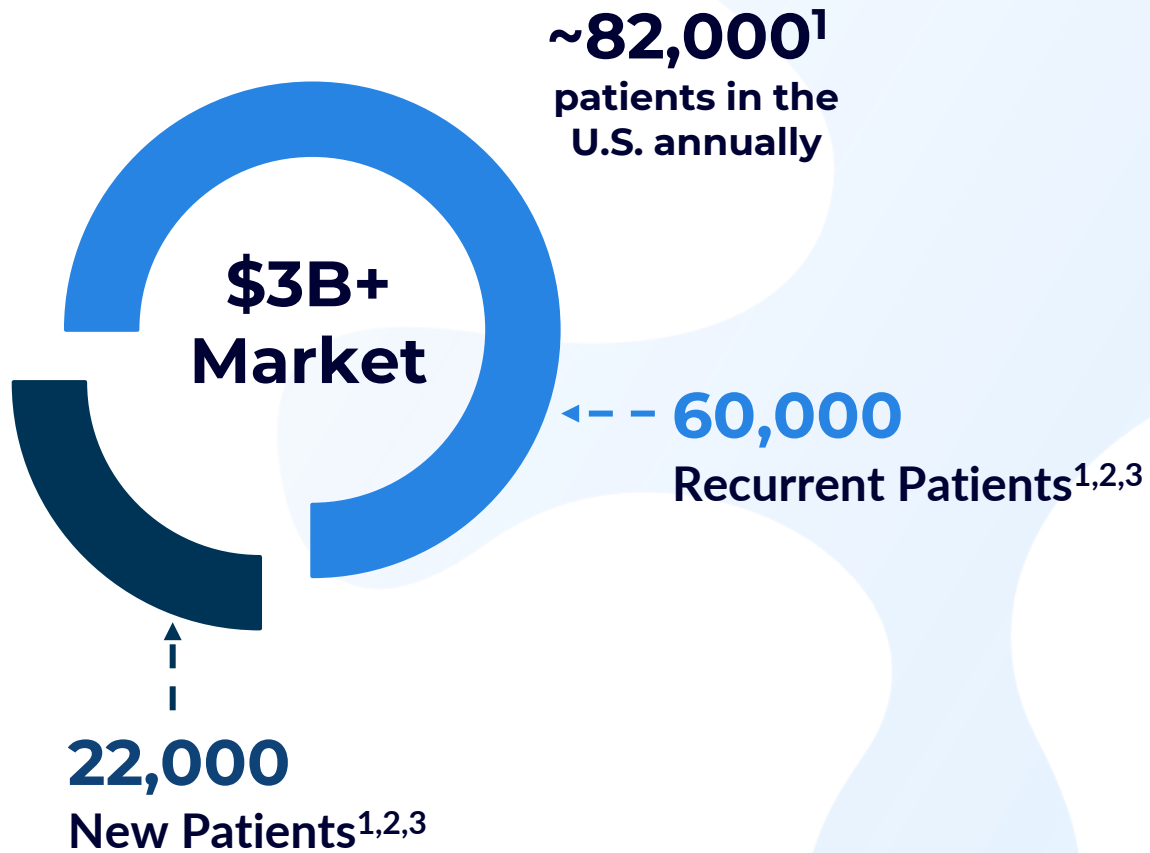 ~82,000¹
patients in the
U.S. annually
$3B+
Market
60,000
Recurrent Patients¹,²,³
22,000
New Patients¹,²,³